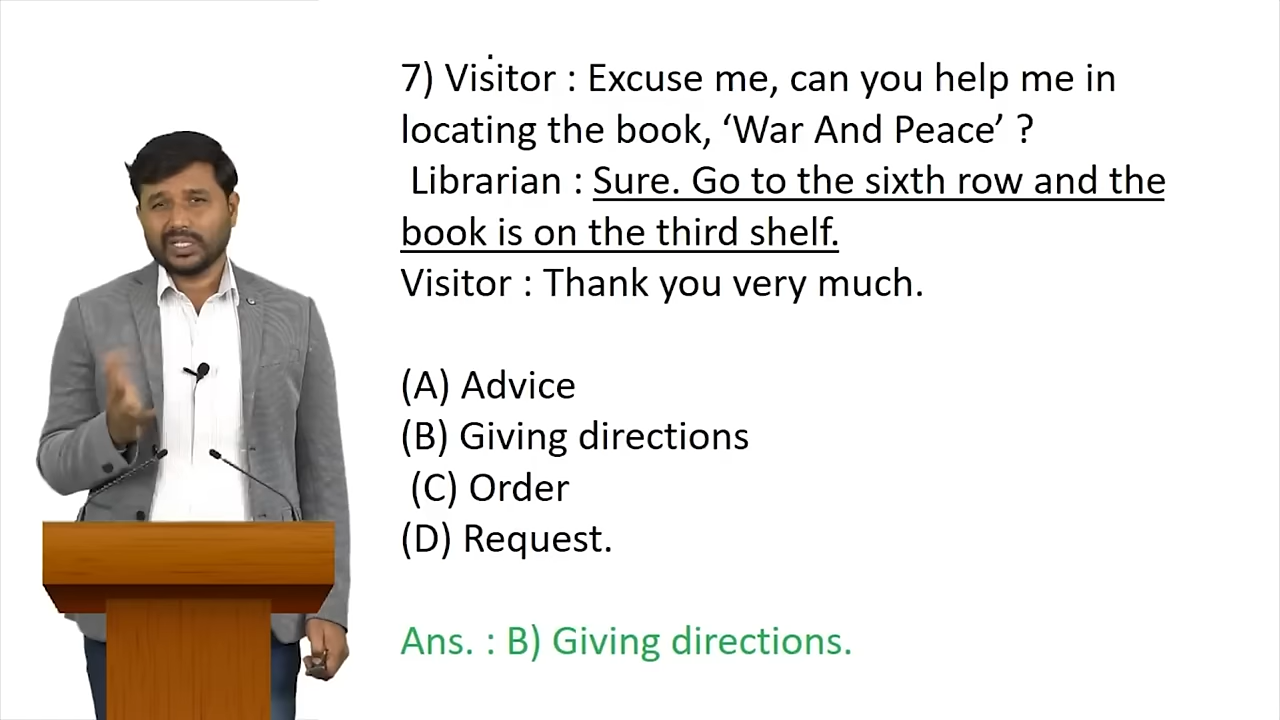 7) Visitor : Excuse me, can you help me in
locating the book, ‘War And Peace’ ?
Librarian : Sure. Go to the sixth row and the
book is on the third shelf.
Visitor : Thank you very much.
(A) Advice
(B) Giving directions
(C) Order
(D) Request.
Ans. : B) Giving directions.